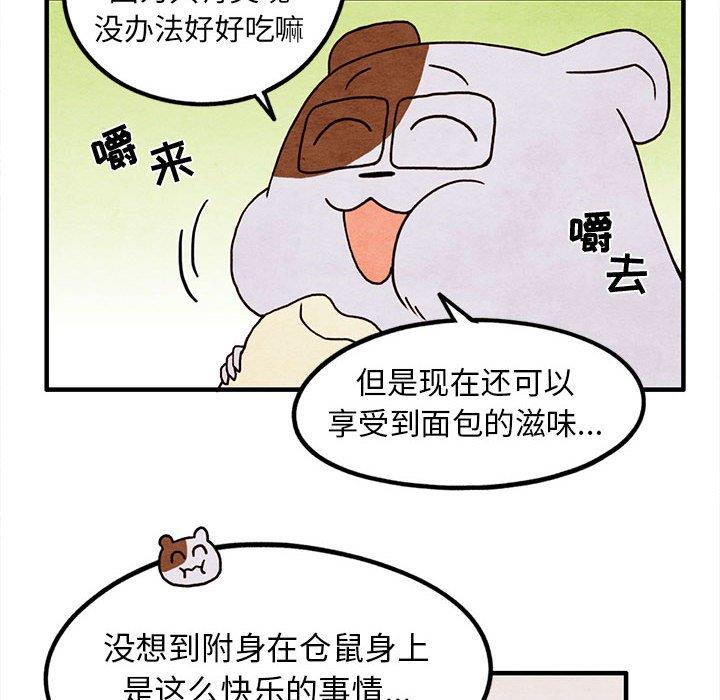 没办法好好吃嘛
嚼来
嚼去
但是现在还可以
享受到面包的滋味...
没想到附身在仓鼠身上
是这么快乐的事情...